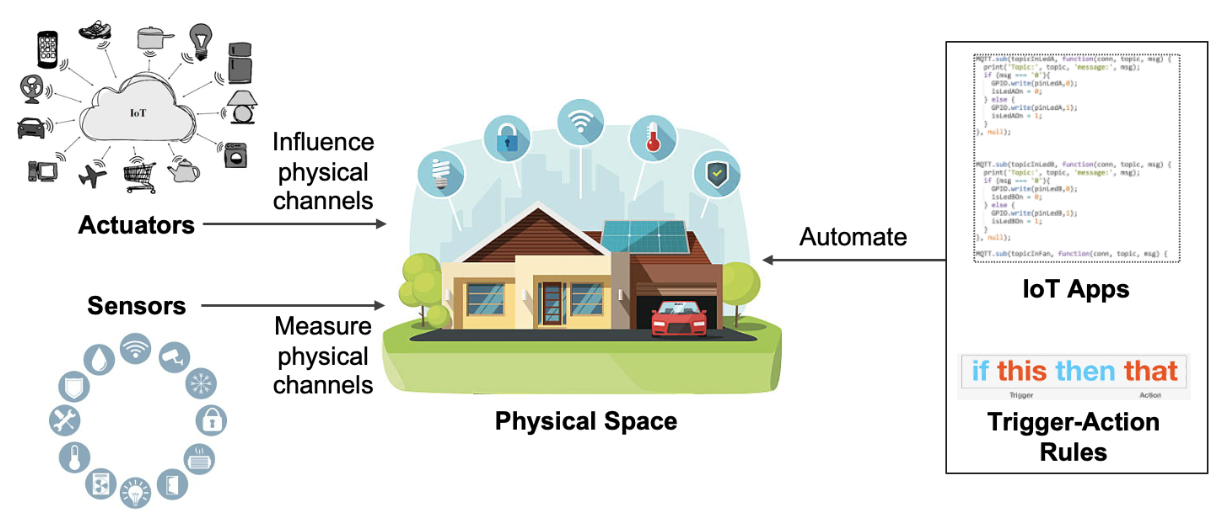 IoT
Influence
physical
channels
Actuators
Sensors
Measure
physical
channels
Physical Space
Automate
MQTT.sub(topicInLedA, function(conn, topic, msg) {
print('Topic:', topic, 'message:', msg);
if (msg === '0'){
GPIO.write(pinLedA,0);
isLedAOn = 0;
} else {
GPIO.write(pinLedA,1);
isLedAOn = 1;
}
}, null);
MQTT.sub(topicInLedB, function(conn, topic, msg) {
print('Topic:', topic, 'message:', msg);
if (msg === '0'){
GPIO.write(pinLedB,0);
isLedBOn = 0;
} else {
GPIO.write(pinLedB,1);
isLedBOn = 1;
}
}, null);
MQTT.sub(topicInFan, function(conn, topic, msg) {
IoT Apps
if this then that
Trigger Action
Trigger-Action
Rules